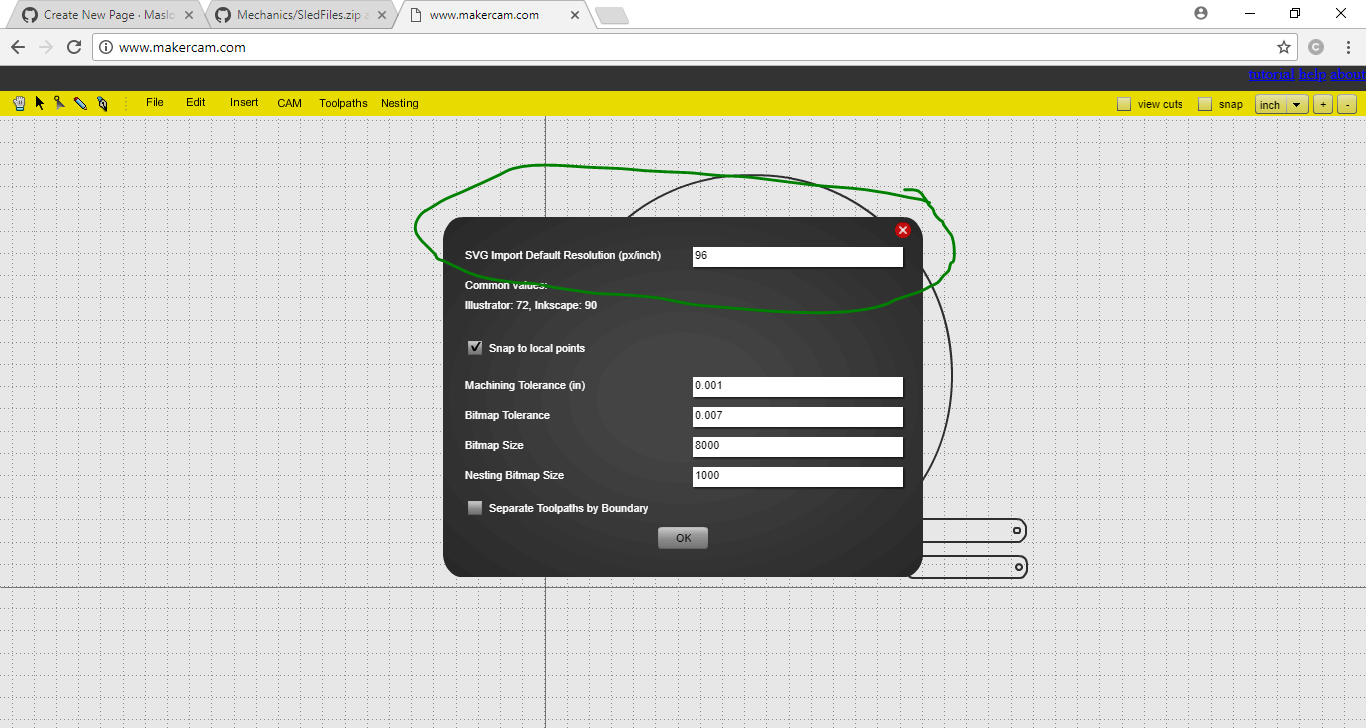 Create New Page · Maslo
Mechanics/SledFiles.zip a
www.makercam.com
www.makercam.com
C
tutorial help about
File Edit Insert CAM Toolpaths Nesting
view cuts snap inch + -
SVG Import Default Resolution (px/inch) 96
Common values:
Illustrator: 72, Inkscape: 90
Snap to local points
Machining Tolerance (in) 0.001
Bitmap Tolerance 0.007
Bitmap Size 8000
Nesting Bitmap Size 1000
Separate Toolpaths by Boundary
OK